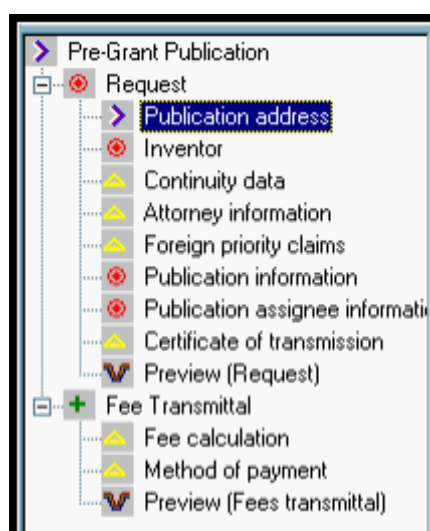 Pre-Grant Publication
Request
Publication address
Inventor
Continuity data
Attorney information
Foreign priority claims
Publication information
Publication assignee informati
Certificate of transmission
Preview (Request)
Fee Transmittal
Fee calculation
Method of payment
Preview (Fees transmittal)